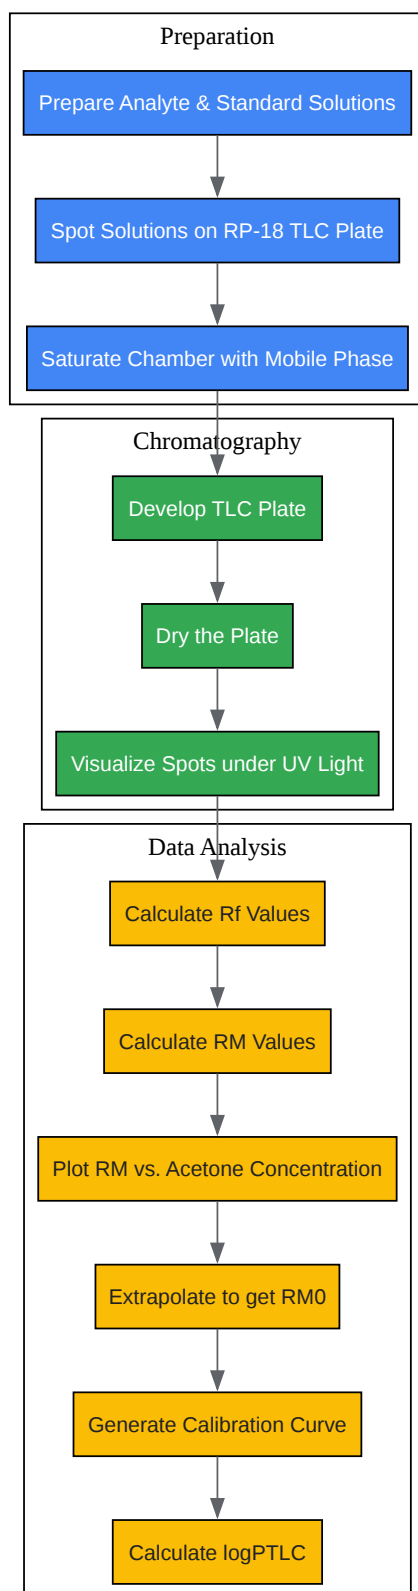 Preparation
Prepare Analyte & Standard Solutions
Spot Solutions on RP-18 TLC Plate
Saturate Chamber with Mobile Phase
Chromatography
Develop TLC Plate
Dry the Plate
Visualize Spots under UV Light
Data Analysis
Calculate Rf Values
Calculate RM Values
Plot RM vs. Acetone Concentration
Extrapolate to get RM0
Generate Calibration Curve
Calculate logPTLC